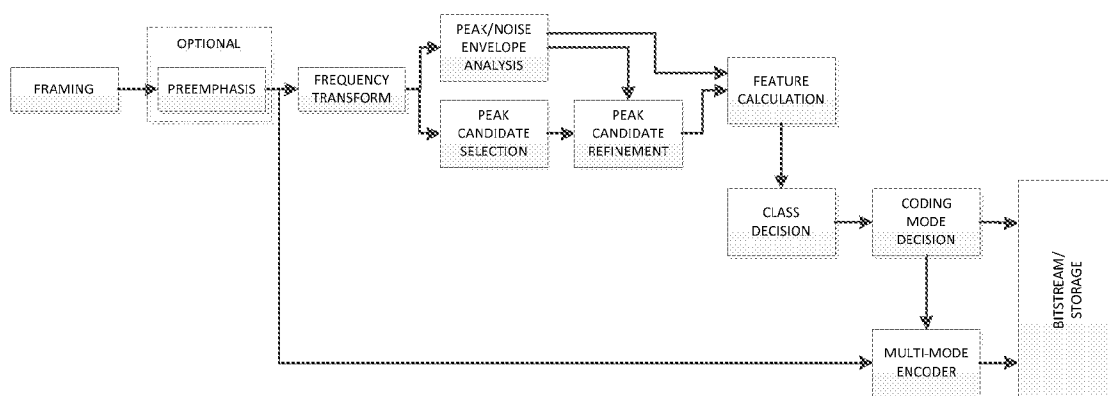 FRAMING
OPTIONAL
PREEMPHASIS
FREQUENCY
TRANSFORM
PEAK/NOISE
ENVELOPE
ANALYSIS
PEAK
CANDIDATE
SELECTION
PEAK
CANDIDATE
REFINEMENT
FEATURE
CALCULATION
CLASS
DECISION
CODING
MODE
DECISION
MULTI-MODE
ENCODER
BITSTREAM/
STORAGE